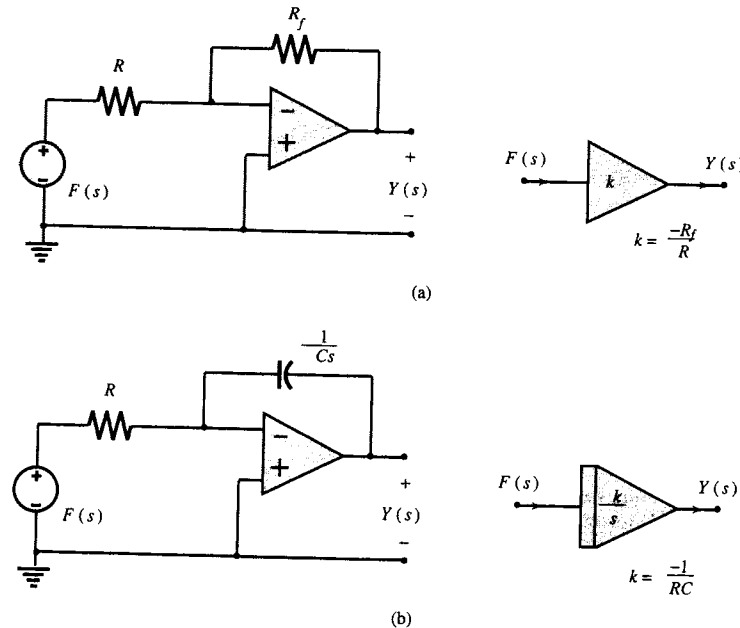 R_f
R
F(s)
−
+
+
−
F(s)
+
Y(s)
−
k
Y(s)
k = -R_f / R
(a)
1 / Cs
R
−
+
+
−
F(s)
+
Y(s)
−
F(s)
k / s
Y(s)
k = -1 / RC
(b)